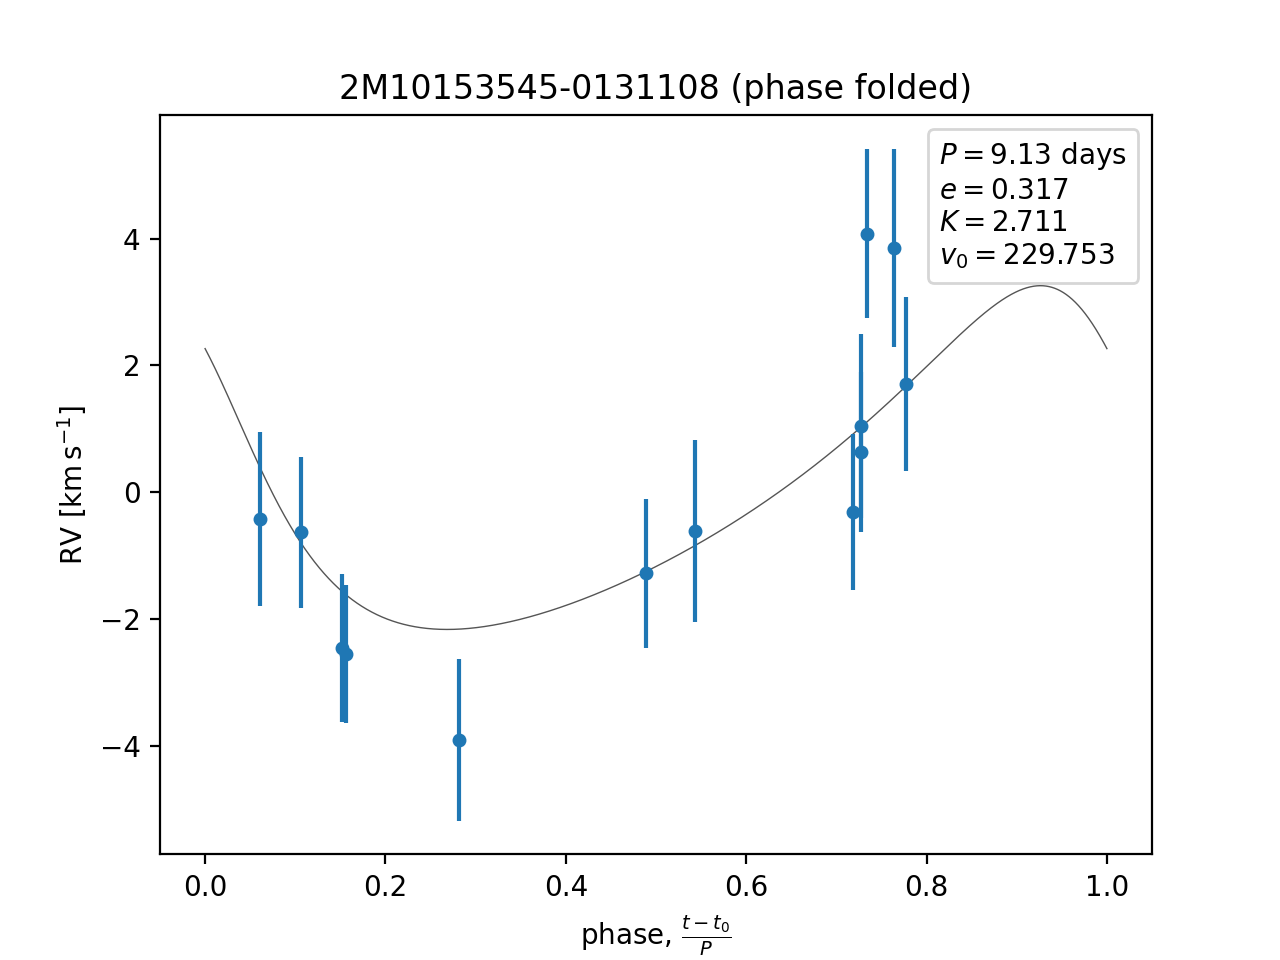 2M10153545-0131108 (phase folded)
P = 9.13 days
e = 0.317
K = 2.711
v₀ = 229.753
RV [km s⁻¹]
4
2
0
−2
−4
0.0 0.2 0.4 0.6 0.8 1.0
phase, (t − t₀)/P